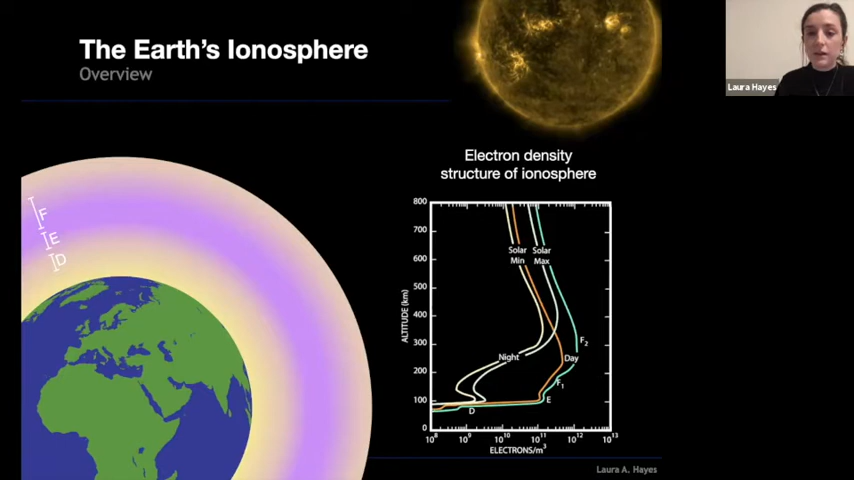 The Earth's Ionosphere
Overview
Laura Hayes
Electron density
structure of ionosphere
F
E
D
800
700
600
500
400
300
200
100
0
ALTITUDE (km)
Solar
Min
Solar
Max
Night
Day
F2
F1
E
D
10^8
10^9
10^10
10^11
10^12
10^13
ELECTRONS/m^3
Laura A. Hayes